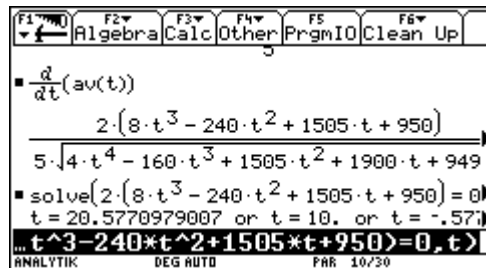 F1 F2 Algebra F3 Calc F4 Other F5 PrgmIO F6 Clean Up
5
▪ d/dt(av(t))
2·(8·t^3 − 240·t^2 + 1505·t + 950)
5·√4·t^4 − 160·t^3 + 1505·t^2 + 1900·t + 949
▪ solve(2·(8·t^3 − 240·t^2 + 1505·t + 950) = 0
t = 20.5770979007 or t = 10. or t = -.577
…t^3-240*t^2+1505*t+950)=0,t)
ANALYTIK DEG AUTO PAR 10/30